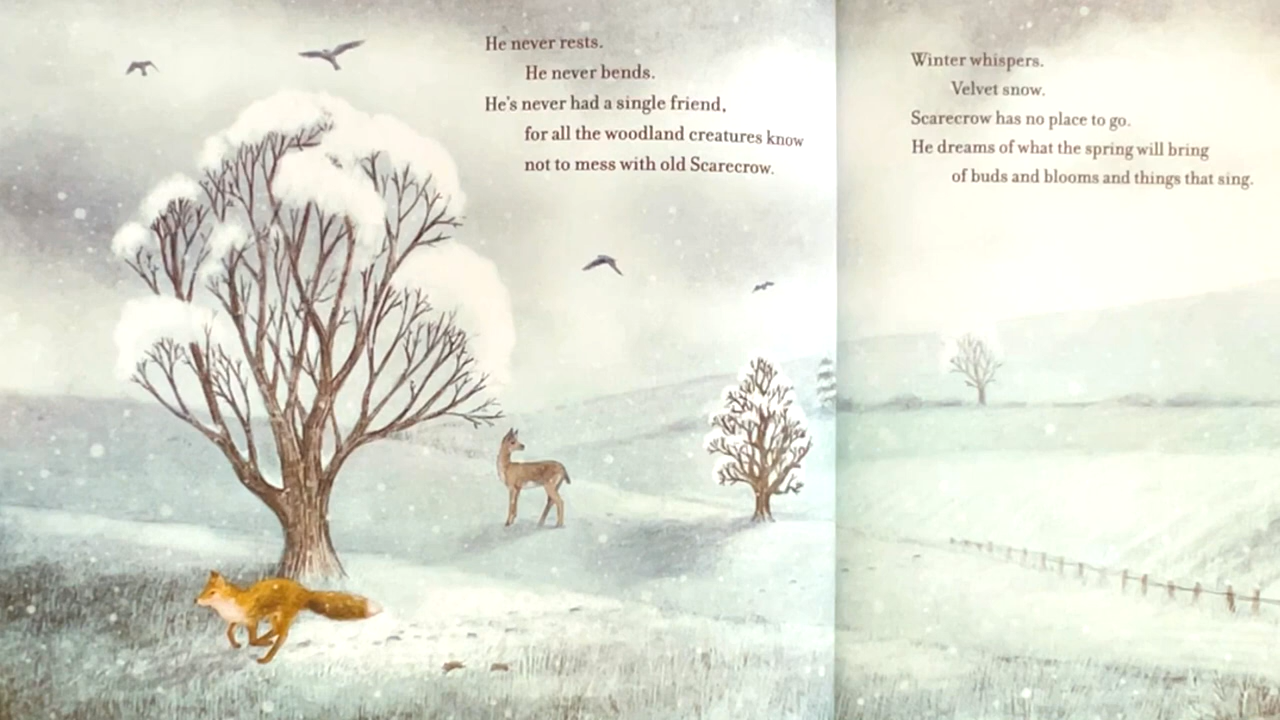 He never rests.
He never bends.
He's never had a single friend,
for all the woodland creatures know
not to mess with old Scarecrow.
Winter whispers.
Velvet snow.
Scarecrow has no place to go.
He dreams of what the spring will bring
of buds and blooms and things that sing.